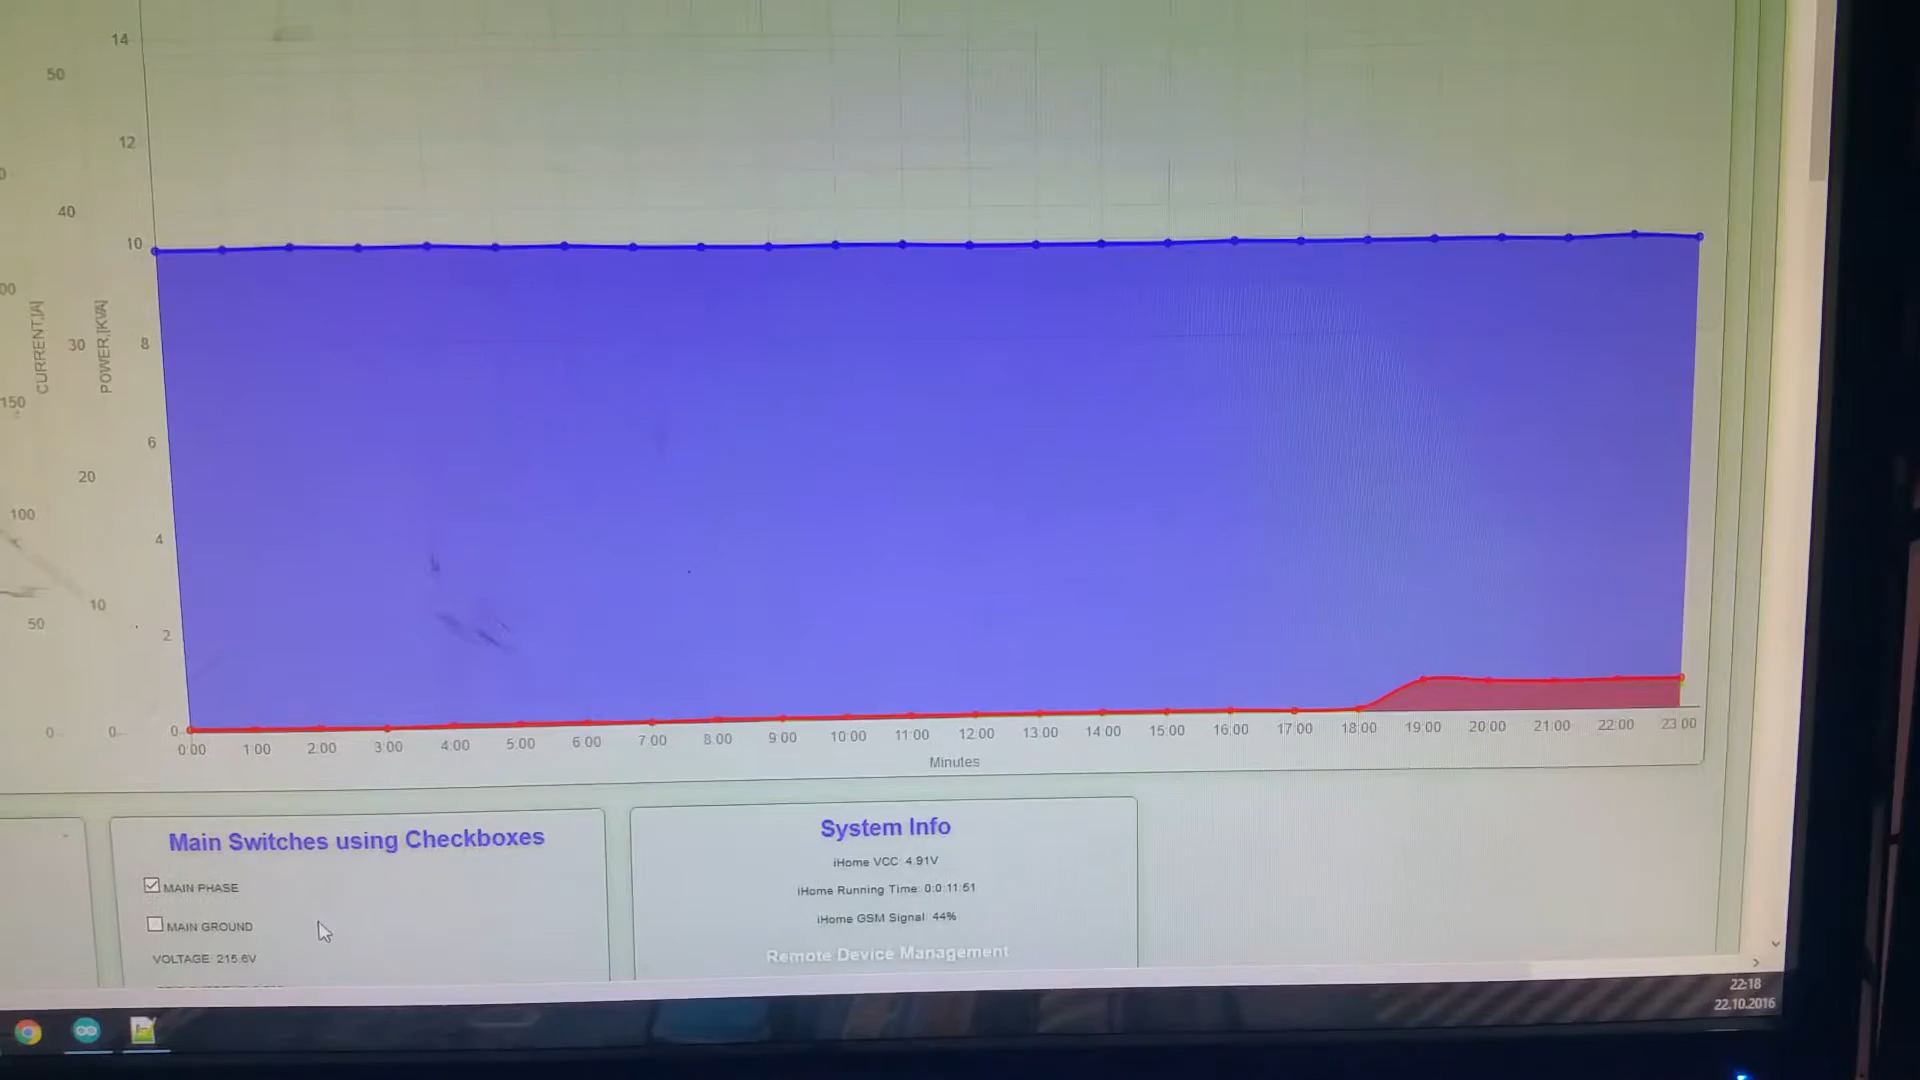 14
50
12
40
10
CURRENT,[A]
POWER,[KVA]
30
8
150
6
20
100
4
10
50
2
0
0
0
0:00 1:00 2:00 3:00 4:00 5:00 6:00 7:00 8:00 9:00 10:00 11:00 12:00 13:00 14:00 15:00 16:00 17:00 18:00 19:00 20:00 21:00 22:00 23:00
Minutes
Main Switches using Checkboxes
MAIN PHASE
MAIN GROUND
VOLTAGE: 215.6V
System Info
iHome VCC: 4.91V
iHome Running Time: 0:0:11:51
iHome GSM Signal: 44%
Remote Device Management
22:18
22.10.2016